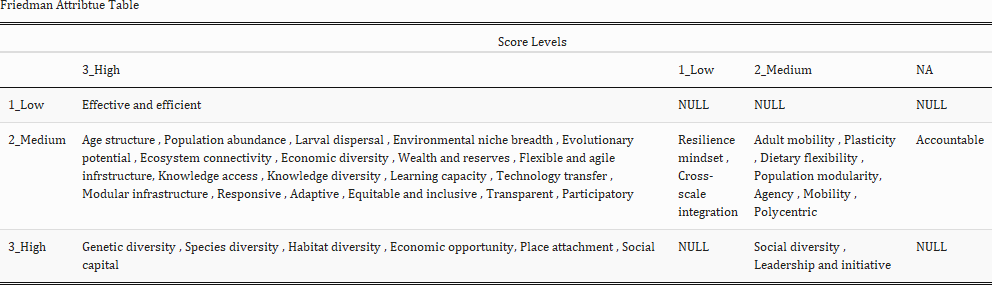 Friedman Attribtue Table
Score Levels
3_High 1_Low 2_Medium NA
1_Low Effective and efficient NULL NULL NULL
2_Medium Age structure , Population abundance , Larval dispersal , Environmental niche breadth , Evolutionary Resilience Adult mobility , Plasticity Accountable
potential , Ecosystem connectivity , Economic diversity , Wealth and reserves , Flexible and agile mindset , , Dietary flexibility ,
infrstructure, Knowledge access , Knowledge diversity , Learning capacity , Technology transfer , Cross- Population modularity,
Modular infrastructure , Responsive , Adaptive , Equitable and inclusive , Transparent , Participatory scale Agency , Mobility ,
integration Polycentric
3_High Genetic diversity , Species diversity , Habitat diversity , Economic opportunity, Place attachment , Social NULL Social diversity , NULL
capital Leadership and initiative